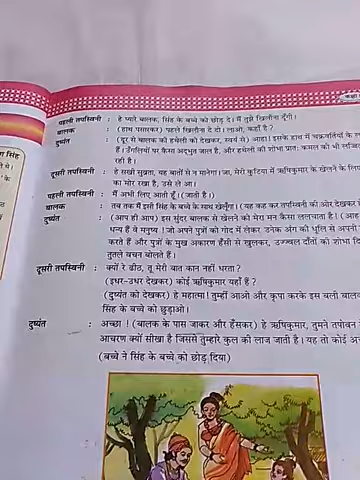 पहली तपस्विनी : हे प्यारे बालक, सिंह के बच्चे को छोड़ दे। मैं तुझे खिलौना दूँगी।
बालक : (हाथ पसारकर) पहले खिलौना दे दो। लाओ, कहाँ है?
दुष्यंत : (दूर से बालक की हथेली को देखकर, स्वयं से) आहा! इसके हाथ में चक्रवर्तियों के
हैं। उँगलियों पर कैसा अद्भुत जाल है, और हथेली की शोभा प्रातः कमल को भी लज्जित
रही है।
दूसरी तपस्विनी : हे सखी सुव्रता, यह बातों से न मानेगा। जा, मेरी कुटिया में ऋषिकुमार के खेलने के लिए
का मोर रखा है, उसे ले आ।
पहली तपस्विनी : मैं अभी लिए आती हूँ। (जाती है।)
बालक : तब तक मैं इसी सिंह के बच्चे के साथ खेलूँगा। (यह कह कर तपस्विनी की ओर देखकर
दुष्यंत : (आप ही आप) इस सुंदर बालक से खेलने को मेरा मन कैसा ललचाता है। (आह
धन्य हैं वे मनुष्य! जो अपने पुत्रों को गोद में लेकर उनके अंग की धूलि से अपनी
करते हैं और पुत्रों के मुख अकारण हँसी से खुलकर, उज्ज्वल दाँतों की शोभा
तुतले वचन बोलते हैं।
दूसरी तपस्विनी : क्यों रे ढीठ, तू मेरी बात कान नहीं धरता?
(इधर-उधर देखकर) कोई ऋषिकुमार यहाँ है?
(दुष्यंत को देखकर) हे महात्मा! तुम्हीं आओ और कृपा करके इस बली
सिंह के बच्चे को छुड़ाओ।
दुष्यंत : अच्छा! (बालक के पास जाकर और हँसकर) हे ऋषिकुमार, तुमने तपोवन
आचरण क्यों सीखा है जिससे तुम्हारे कुल को लाज जाती है। यह तो कोई
(बच्चे ने सिंह के बच्चे को छोड़ दिया)